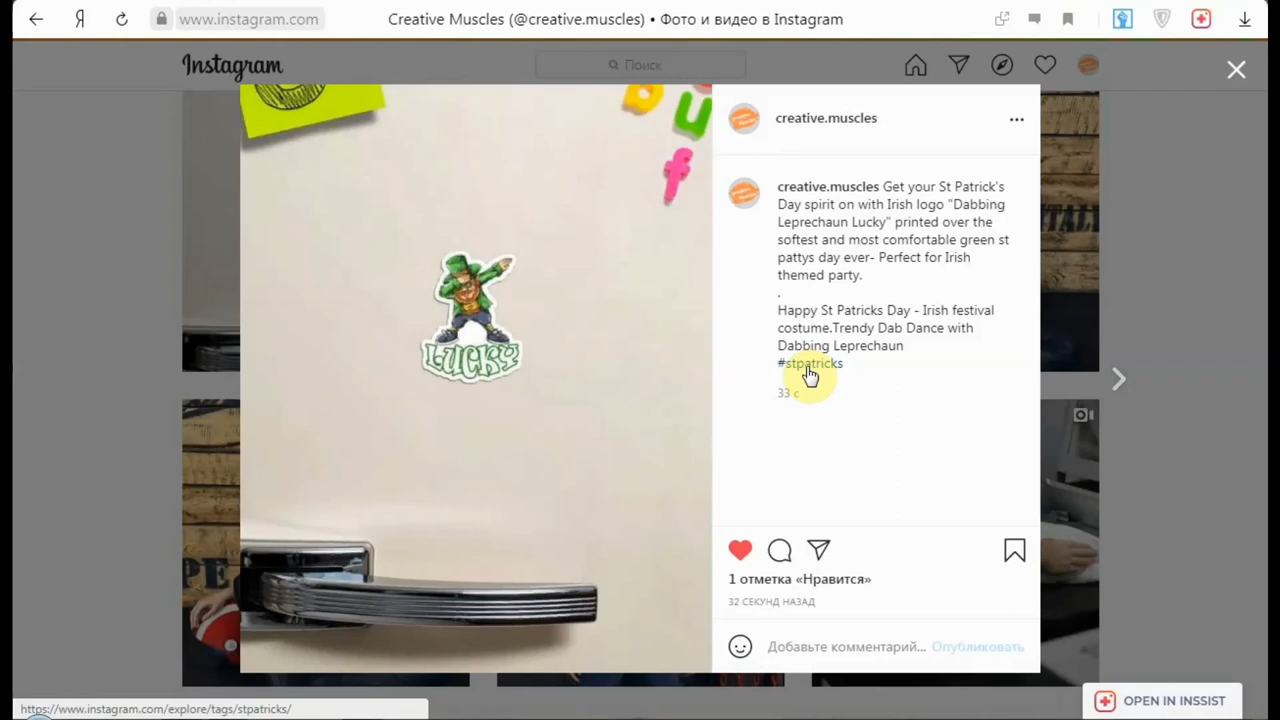 www.instagram.com
Creative Muscles (@creative.muscles) • Фото и видео в Instagram
Instagram
Поиск
creative.muscles
creative.muscles Get your St Patrick's
Day spirit on with Irish logo "Dabbing
Leprechaun Lucky" printed over the
softest and most comfortable green st
pattys day ever- Perfect for Irish
themed party.
.
Happy St Patricks Day - Irish festival
costume.Trendy Dab Dance with
Dabbing Leprechaun
#stpatricks
33 с
U
f
LUCKY
1 отметка «Нравится»
32 СЕКУНД НАЗАД
Добавьте комментарий...
Опубликовать
https://www.instagram.com/explore/tags/stpatricks/
OPEN IN INSSIST